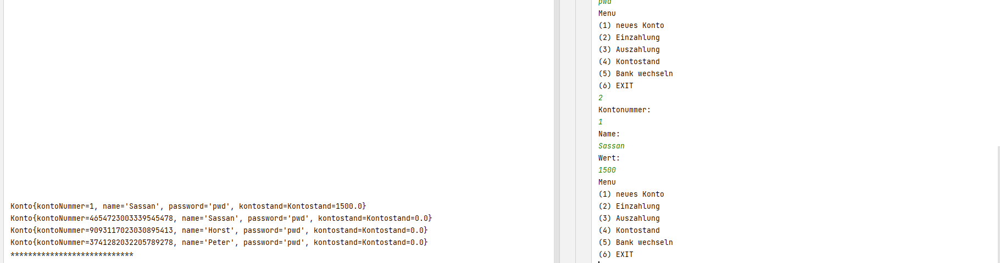 Konto{kontoNummer=1, name='Sassan', password='pwd', kontostand=Kontostand=1500.0}
Konto{kontoNummer=4654723003339545478, name='Sassan', password='pwd', kontostand=Kontostand=0.0}
Konto{kontoNummer=9093117023030895413, name='Horst', password='pwd', kontostand=Kontostand=0.0}
Konto{kontoNummer=3741282032205789278, name='Peter', password='pwd', kontostand=Kontostand=0.0}
****************************
pwd
Menu
(1) neues Konto
(2) Einzahlung
(3) Auszahlung
(4) Kontostand
(5) Bank wechseln
(6) EXIT
2
Kontonummer:
1
Name:
Sassan
Wert:
1500
Menu
(1) neues Konto
(2) Einzahlung
(3) Auszahlung
(4) Kontostand
(5) Bank wechseln
(6) EXIT